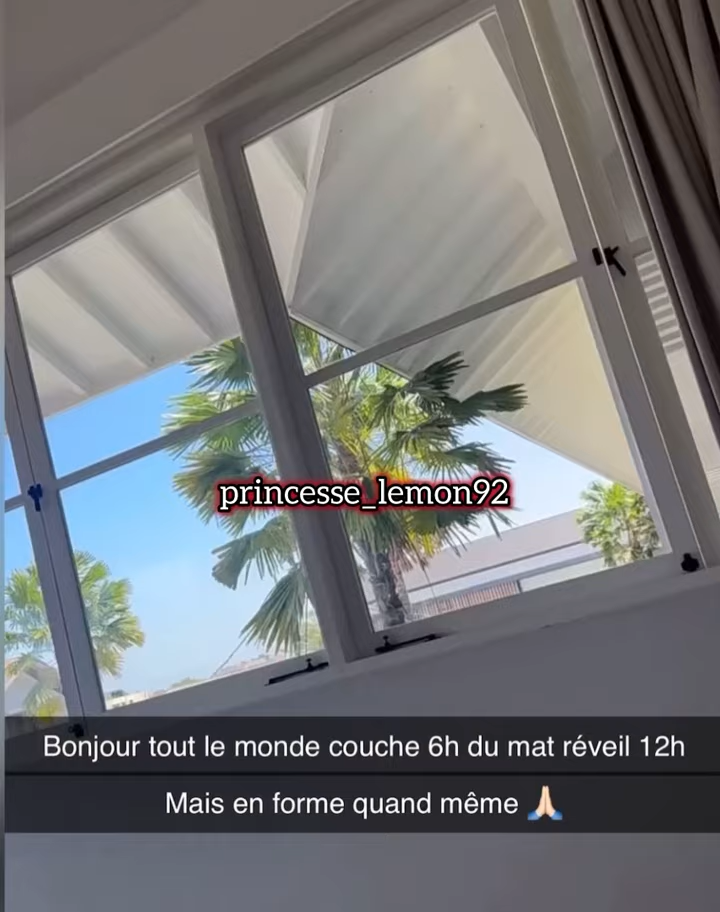 princesse_lemon92
Bonjour tout le monde couche 6h du mat réveil 12h
Mais en forme quand même 🙏🏻